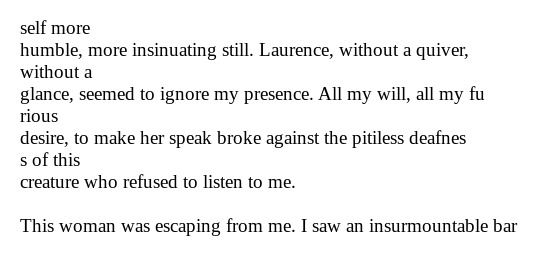 self more
humble, more insinuating still. Laurence, without a quiver,
without a
glance, seemed to ignore my presence. All my will, all my fu
rious
desire, to make her speak broke against the pitiless deafnes
s of this
creature who refused to listen to me.

This woman was escaping from me. I saw an insurmountable bar